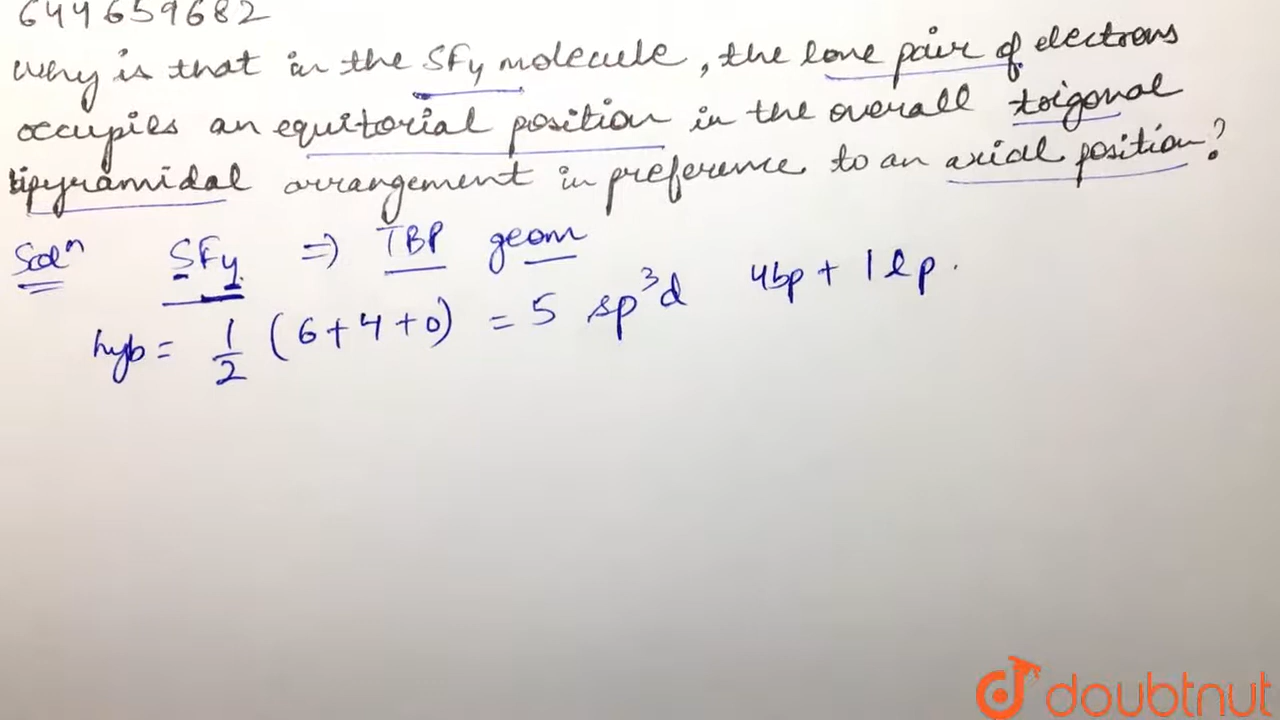 644659682
Why is that in the SF4 molecule, the lone pair of electrons
occupies an equitorial position in the overall trigonal
bipyramidal arrangement in preference to an axial position?
Solⁿ SF4 ⇒ TBP geom
hyb = 1/2 (6+4+0) = 5 sp³d 4bp + 1lp.
doubtnut